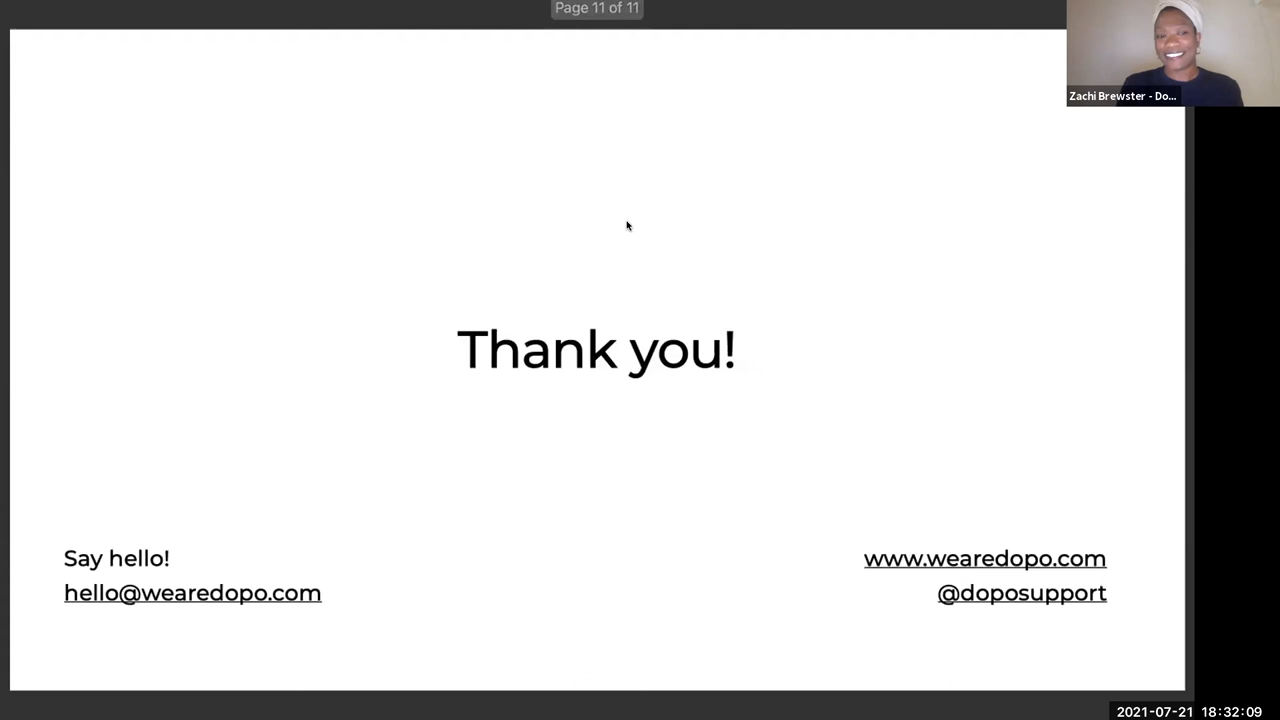 Page 11 of 11
Zachi Brewster - Do...
Thank you!
Say hello!
hello@wearedopo.com
www.wearedopo.com
@doposupport
2021-07-21 18:32:09